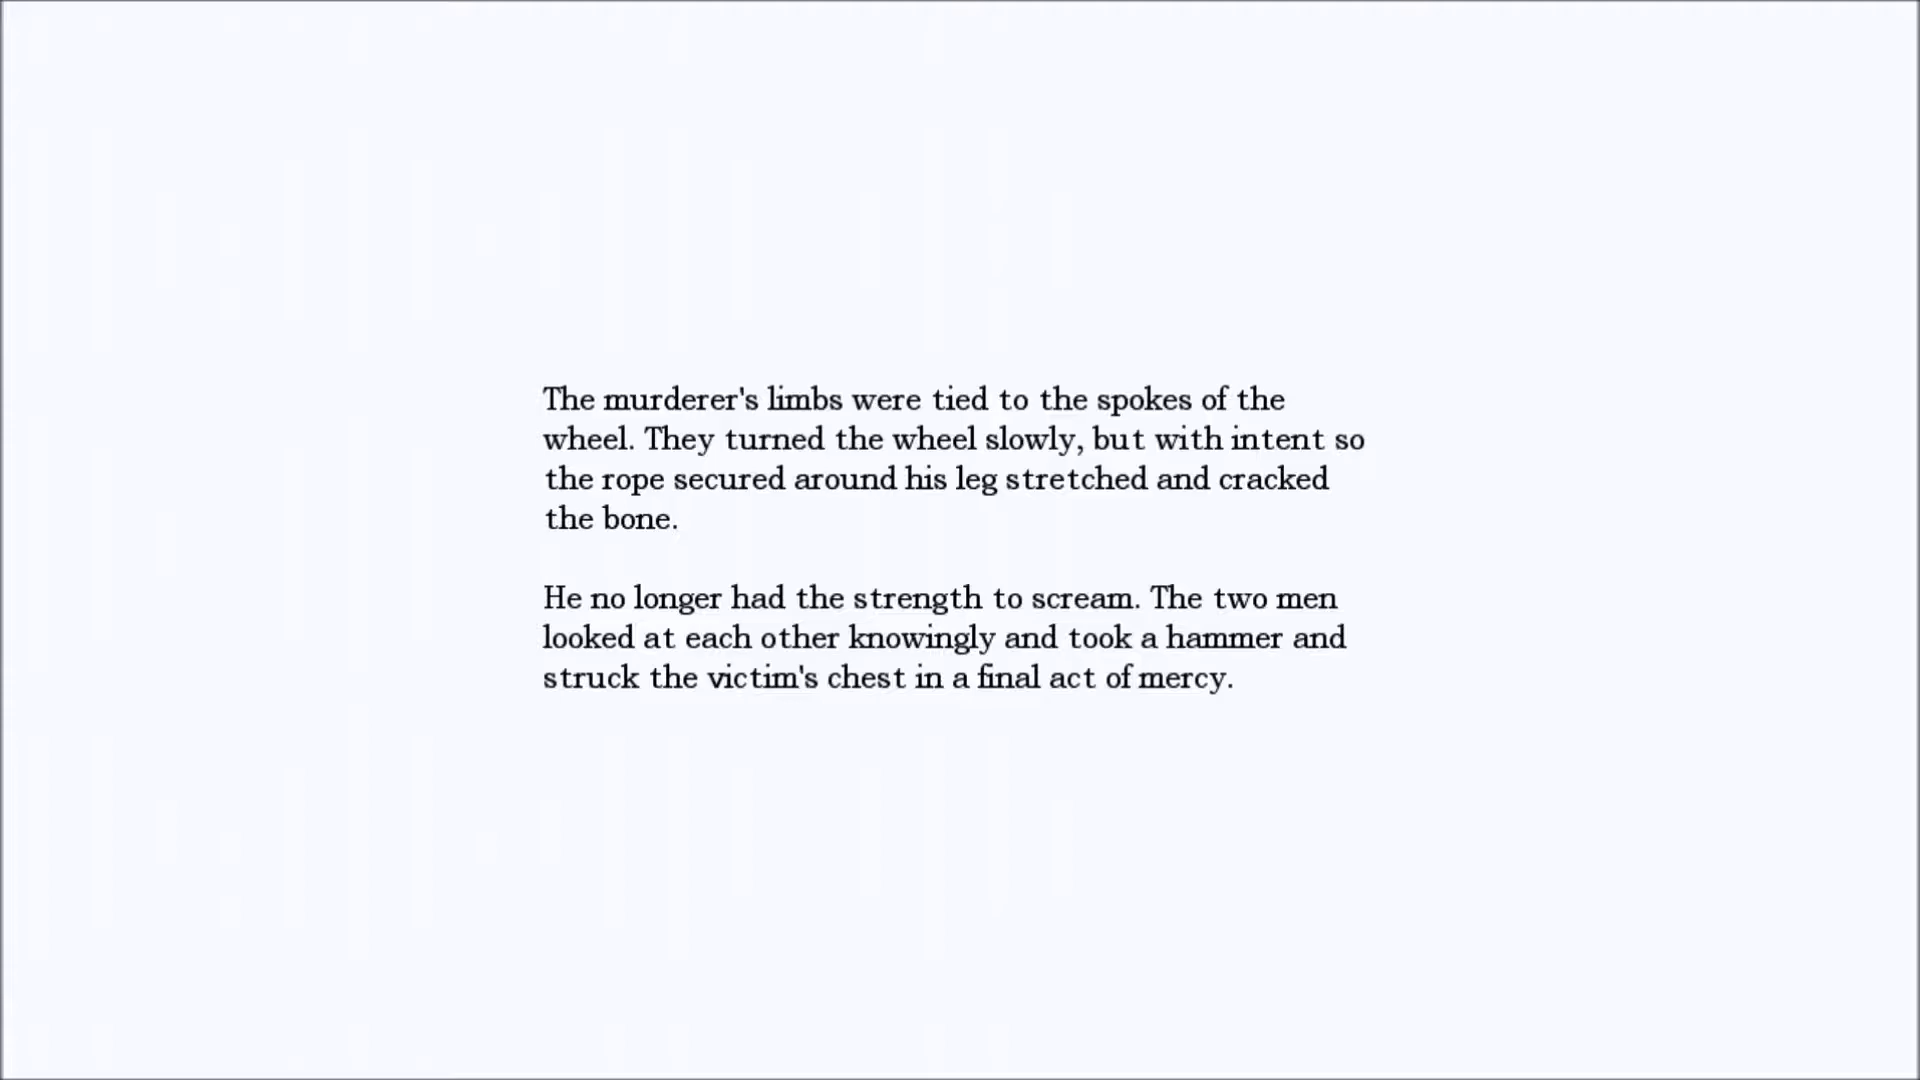 The murderer's limbs were tied to the spokes of the
wheel. They turned the wheel slowly, but with intent so
the rope secured around his leg stretched and cracked
the bone.
He no longer had the strength to scream. The two men
looked at each other knowingly and took a hammer and
struck the victim's chest in a final act of mercy.